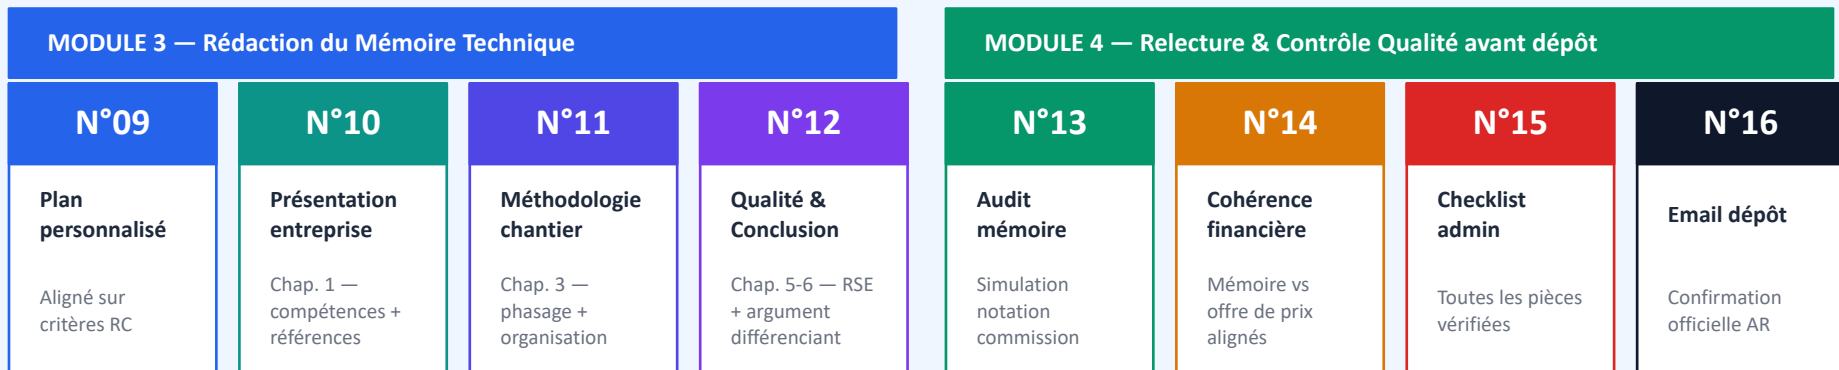 MODULE 3 — Rédaction du Mémoire Technique
N°09
Plan
personnalisé
Aligné sur
critères RC
N°10
Présentation
entreprise
Chap. 1 —
compétences +
références
N°11
Méthodologie
chantier
Chap. 3 —
phasage +
organisation
N°12
Qualité &
Conclusion
Chap. 5-6 — RSE
+ argument
différenciant
MODULE 4 — Relecture & Contrôle Qualité avant dépôt
N°13
Audit
mémoire
Simulation
notation
commission
N°14
Cohérence
financière
Mémoire vs
offre de prix
alignés
N°15
Checklist
admin
Toutes les pièces
vérifiées
N°16
Email dépôt
Confirmation
officielle AR